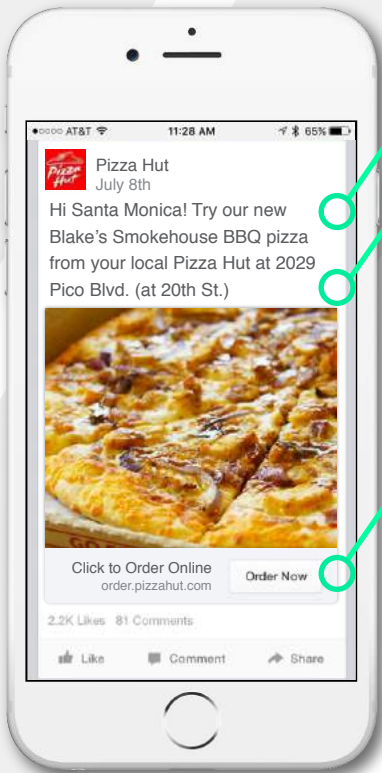 AT&T 11:28 AM 65%
Pizza Hut
Pizza Hut
July 8th
Hi Santa Monica! Try our new
Blake's Smokehouse BBQ pizza
from your local Pizza Hut at 2029
Pico Blvd. (at 20th St.)
GO
Click to Order Online
order.pizzahut.com
Order Now
2.2K Likes 81 Comments
Like Comment Share